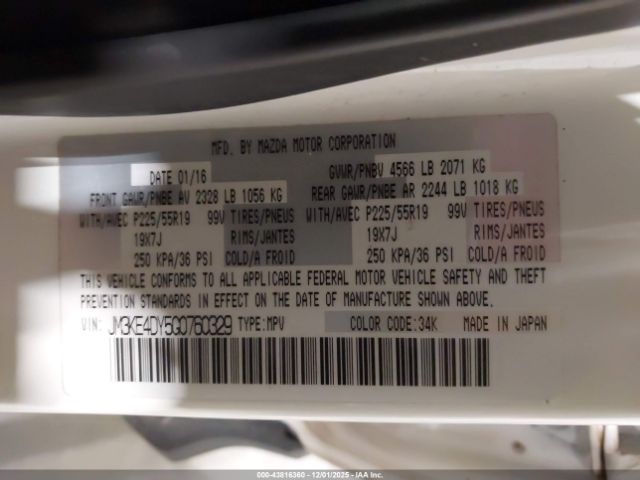 MFD. BY MAZDA MOTOR CORPORATION
DATE 01/16 GVWR/PNBV 4566 LB 2071 KG
FRONT GAWR/PNBE AV 2328 LB 1056 KG REAR GAWR/PNBE AR 2244 LB 1018 KG
WITH/AVEC P225/55R19 99V TIRES/PNEUS WITH/AVEC P225/55R19 99V TIRES/PNEUS
19X7J RIMS/JANTES 19X7J RIMS/JANTES
250 KPA/36 PSI COLD/A FROID 250 KPA/36 PSI COLD/A FROID
THIS VEHICLE CONFORMS TO ALL APPLICABLE FEDERAL MOTOR VEHICLE SAFETY AND THEFT
PREVENTION STANDARDS IN EFFECT ON THE DATE OF MANUFACTURE SHOWN ABOVE.
VIN: JM3KE4DY5G0760329 TYPE:MPV COLOR CODE:34K MADE IN JAPAN
000-43816360 • 12/01/2025 • IAA Inc.